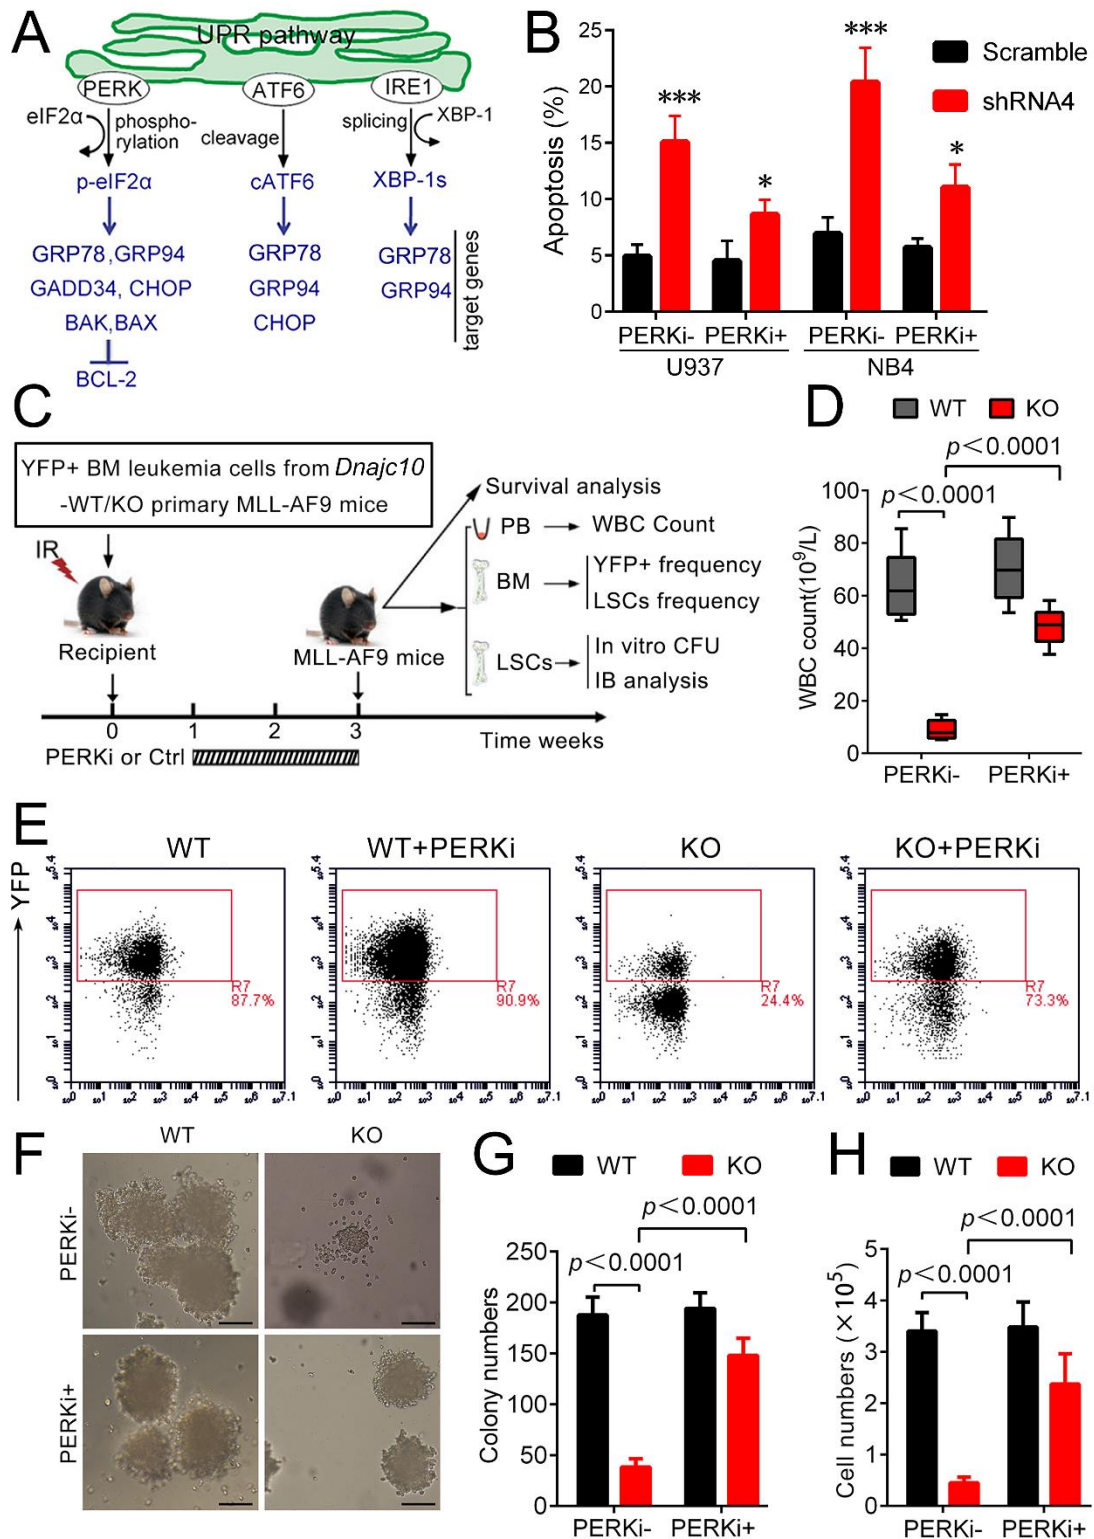 A
UPR pathway
PERK
ATF6
IRE1
eIF2α
phospho-
rylation
cleavage
splicing
XBP-1
p-eIF2α
cATF6
XBP-1s
GRP78,GRP94
GADD34, CHOP
BAK,BAX
BCL-2
GRP78
GRP94
CHOP
GRP78
GRP94
target genes
B
Apoptosis (%)
25
20
15
10
5
0
***
*
***
*
Scramble
shRNA4
PERKi- PERKi+ PERKi- PERKi+
U937 NB4
C
YFP+ BM leukemia cells from Dnajc10
-WT/KO primary MLL-AF9 mice
IR
Recipient
MLL-AF9 mice
Survival analysis
PB WBC Count
BM
YFP+ frequency
LSCs frequency
LSCs
In vitro CFU
IB analysis
0 1 2 3
Time weeks
PERKi or Ctrl
D
WT KO
p<0.0001
p<0.0001
WBC count(10⁹/L)
100
80
60
40
20
0
PERKi- PERKi+
E
YFP
WT
WT+PERKi
KO
KO+PERKi
R7
87.7%
R7
90.9%
R7
24.4%
R7
73.3%
F
WT KO
PERKi-
PERKi+
G
WT KO
p<0.0001
p<0.0001
Colony numbers
250
200
150
100
50
0
PERKi- PERKi+
H
WT KO
p<0.0001
p<0.0001
Cell numbers (×10⁵)
5
4
3
2
1
0
PERKi- PERKi+